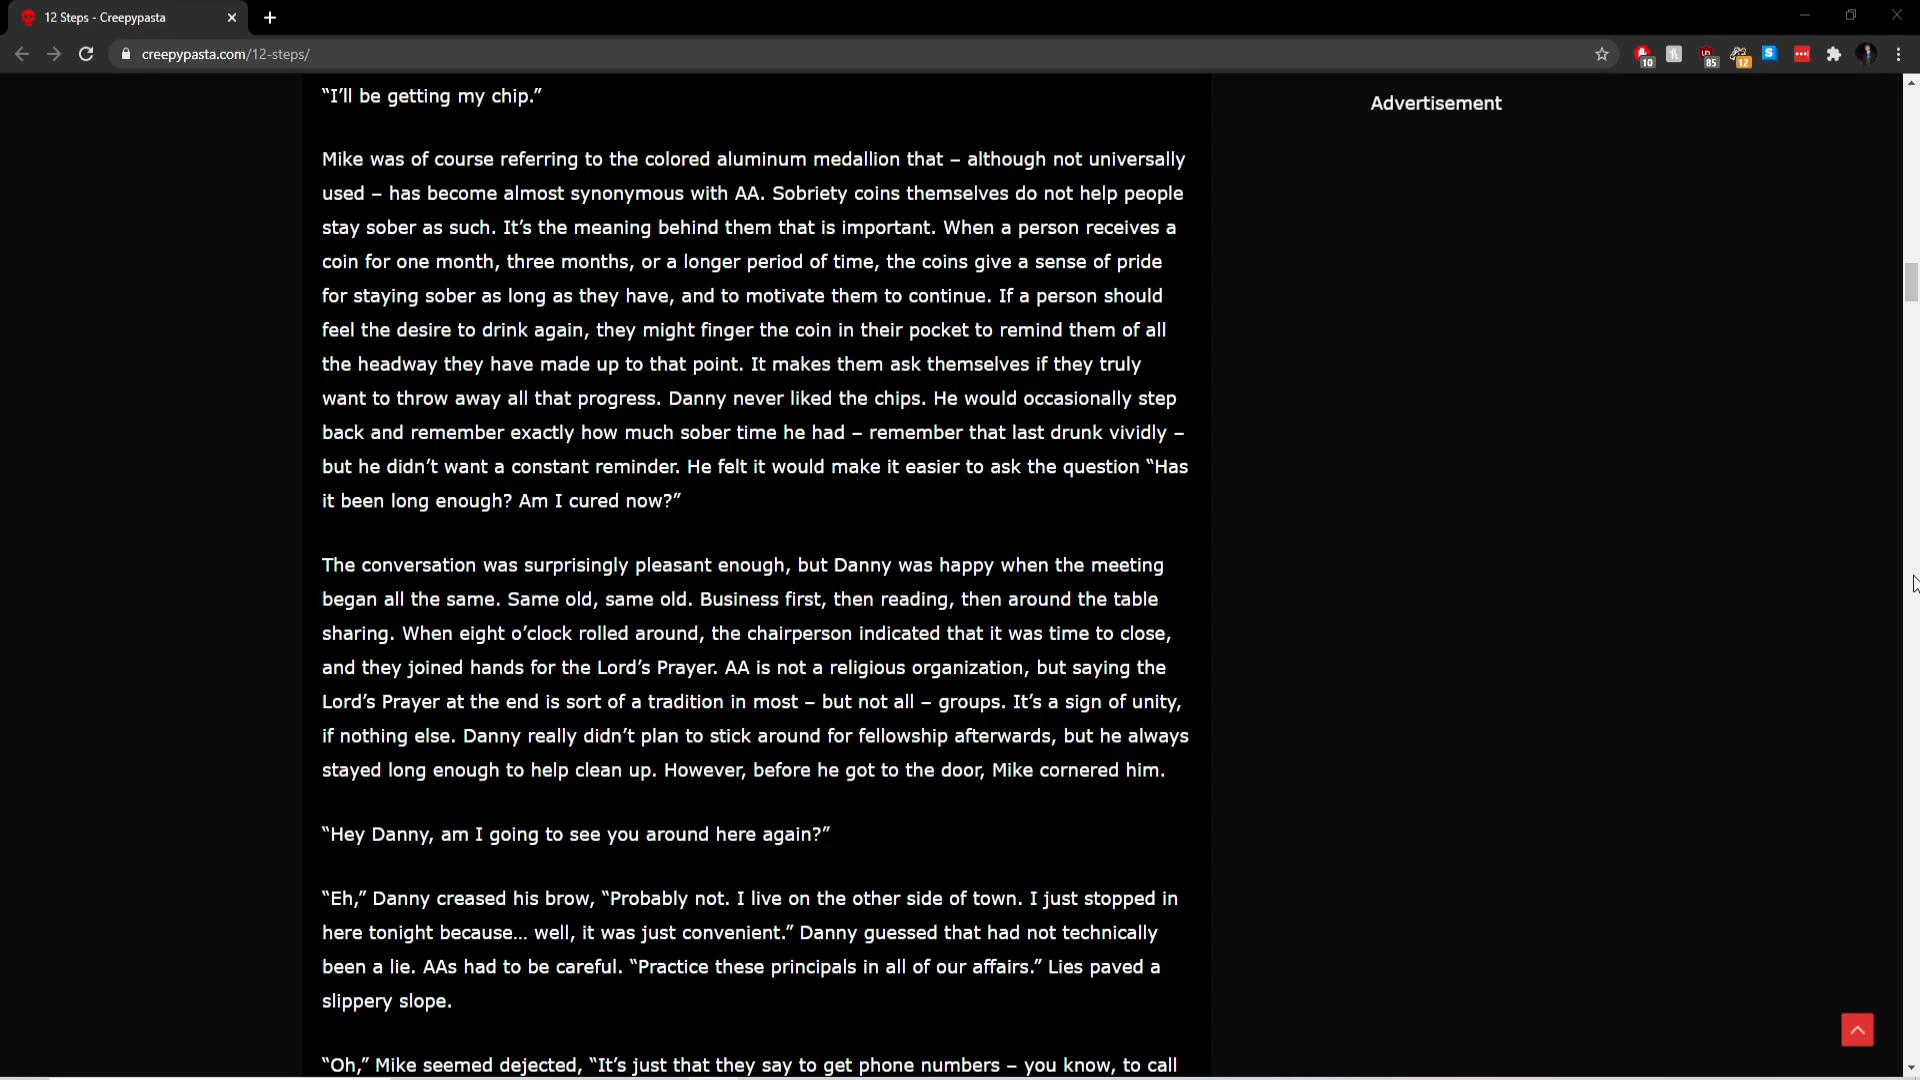 12 Steps - Creepypasta
creepypasta.com/12-steps/
10
85
12
S
“I’ll be getting my chip.”
Advertisement
Mike was of course referring to the colored aluminum medallion that – although not universally
used – has become almost synonymous with AA. Sobriety coins themselves do not help people
stay sober as such. It’s the meaning behind them that is important. When a person receives a
coin for one month, three months, or a longer period of time, the coins give a sense of pride
for staying sober as long as they have, and to motivate them to continue. If a person should
feel the desire to drink again, they might finger the coin in their pocket to remind them of all
the headway they have made up to that point. It makes them ask themselves if they truly
want to throw away all that progress. Danny never liked the chips. He would occasionally step
back and remember exactly how much sober time he had – remember that last drunk vividly –
but he didn’t want a constant reminder. He felt it would make it easier to ask the question “Has
it been long enough? Am I cured now?”
The conversation was surprisingly pleasant enough, but Danny was happy when the meeting
began all the same. Same old, same old. Business first, then reading, then around the table
sharing. When eight o’clock rolled around, the chairperson indicated that it was time to close,
and they joined hands for the Lord’s Prayer. AA is not a religious organization, but saying the
Lord’s Prayer at the end is sort of a tradition in most – but not all – groups. It’s a sign of unity,
if nothing else. Danny really didn’t plan to stick around for fellowship afterwards, but he always
stayed long enough to help clean up. However, before he got to the door, Mike cornered him.
“Hey Danny, am I going to see you around here again?”
“Eh,” Danny creased his brow, “Probably not. I live on the other side of town. I just stopped in
here tonight because… well, it was just convenient.” Danny guessed that had not technically
been a lie. AAs had to be careful. “Practice these principals in all of our affairs.” Lies paved a
slippery slope.
“Oh,” Mike seemed dejected, “It’s just that they say to get phone numbers – you know, to call